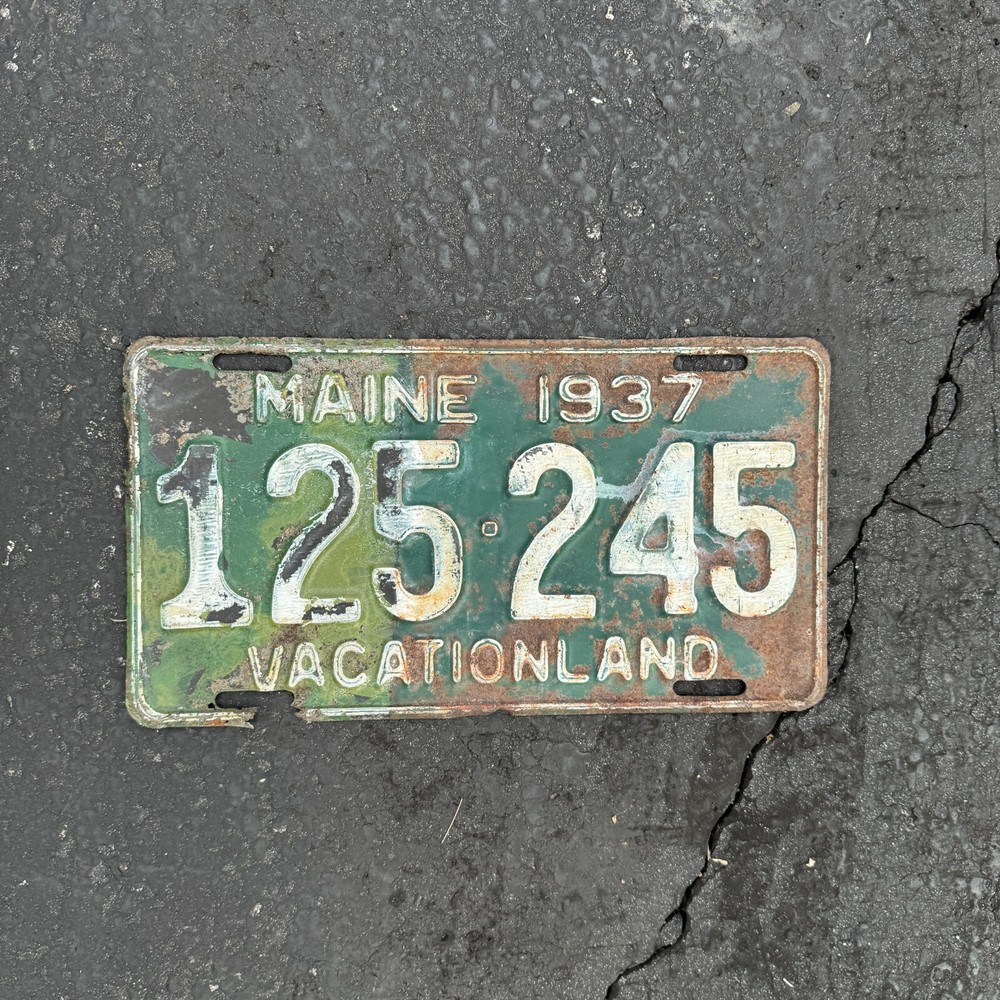 MAINE 1937
125·245
VACATIONLAND